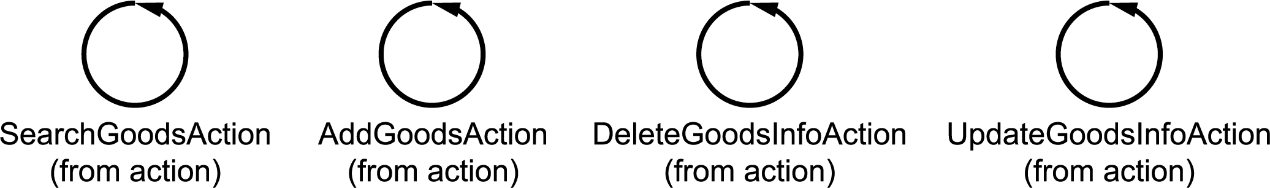 SearchGoodsAction
(from action)
AddGoodsAction
(from action)
DeleteGoodsInfoAction
(from action)
UpdateGoodsInfoAction
(from action)